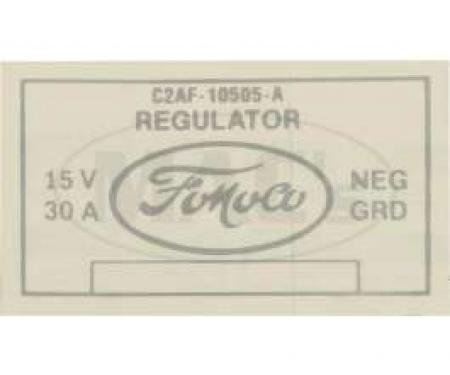 C2AF-10505-A
REGULATOR
15 V
30 A
FoMoCo
NEG
GRD